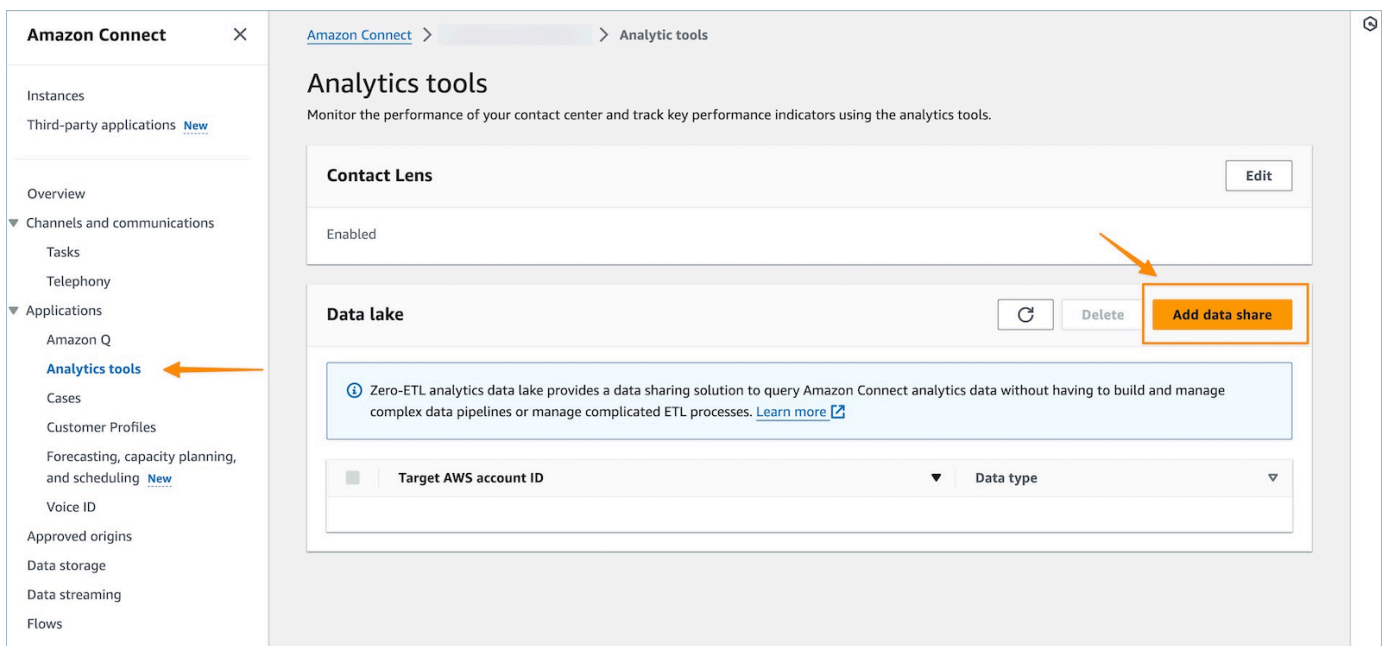 Amazon Connect
Instances
Third-party applications New
Overview
Channels and communications
Tasks
Telephony
Applications
Amazon Q
Analytics tools
Cases
Customer Profiles
Forecasting, capacity planning,
and scheduling New
Voice ID
Approved origins
Data storage
Data streaming
Flows
Amazon Connect > > Analytic tools
Analytics tools
Monitor the performance of your contact center and track key performance indicators using the analytics tools.
Contact Lens
Edit
Enabled
Data lake
Delete
Add data share
Zero-ETL analytics data lake provides a data sharing solution to query Amazon Connect analytics data without having to build and manage
complex data pipelines or manage complicated ETL processes. Learn more
Target AWS account ID
Data type